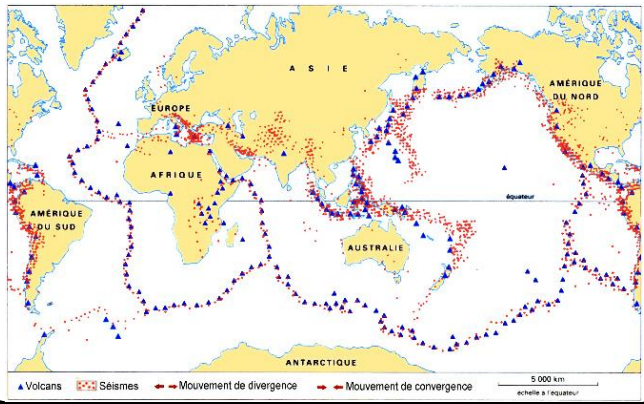 A S I E
AMÉRIQUE
DU NORD
EUROPE
AFRIQUE
équateur
AMÉRIQUE
DU SUD
AUSTRALIE
ANTARCTIQUE
Volcans
Séismes
Mouvement de divergence
Mouvement de convergence
5 000 km
échelle à l'équateur